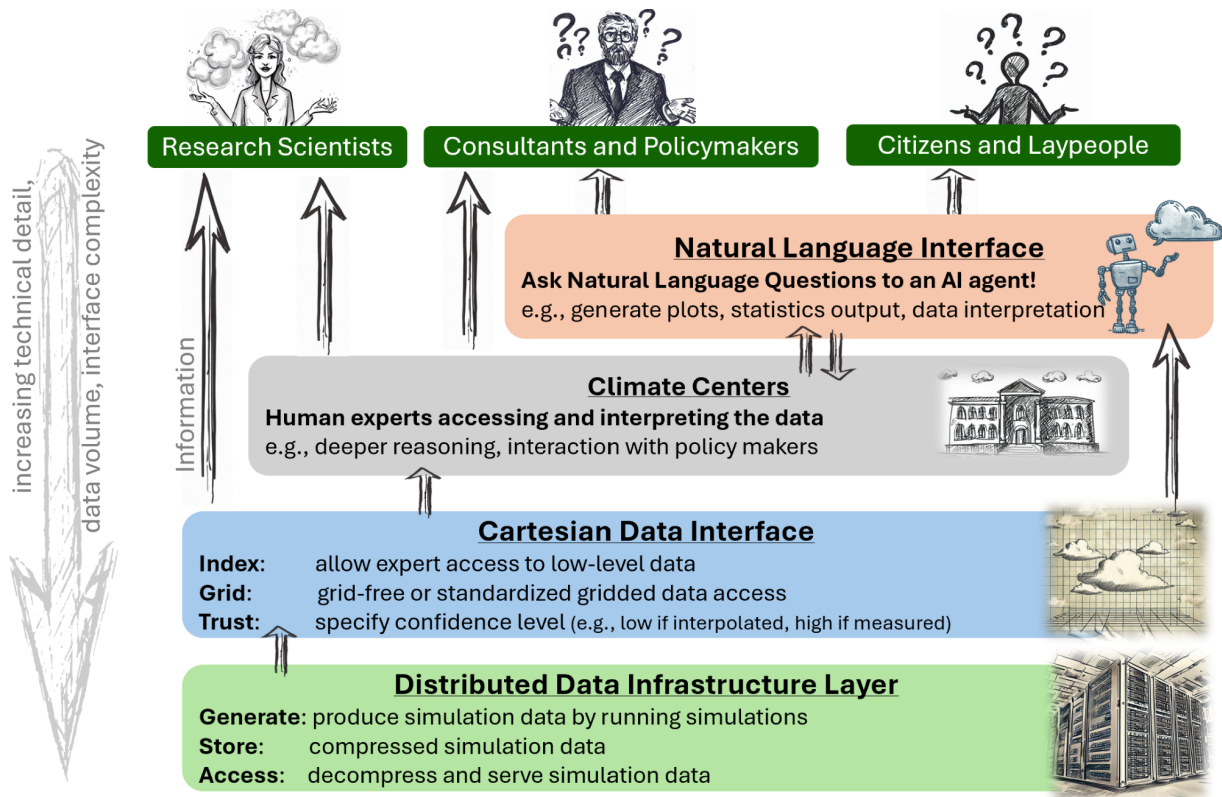 ? ? ? ? ?
? ? ? ? ?
Research Scientists
Consultants and Policymakers
Citizens and Laypeople
increasing technical detail,
data volume, interface complexity
Information
Natural Language Interface
Ask Natural Language Questions to an AI agent!
e.g., generate plots, statistics output, data interpretation
Climate Centers
Human experts accessing and interpreting the data
e.g., deeper reasoning, interaction with policy makers
Cartesian Data Interface
Index: allow expert access to low-level data
Grid: grid-free or standardized gridded data access
Trust: specify confidence level (e.g., low if interpolated, high if measured)
Distributed Data Infrastructure Layer
Generate: produce simulation data by running simulations
Store: compressed simulation data
Access: decompress and serve simulation data